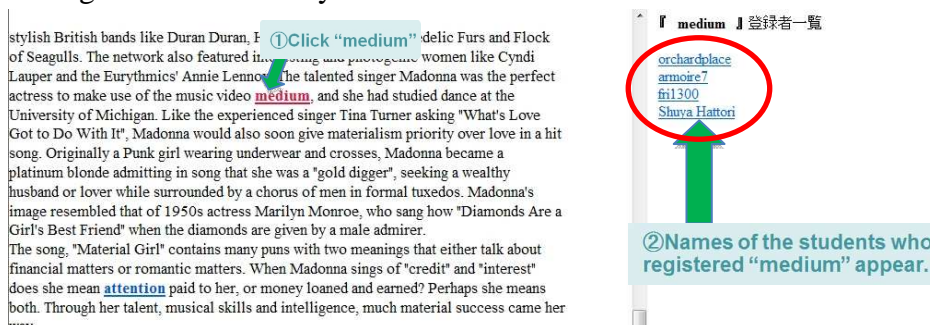 stylish British bands like Duran Duran, delic Furs and Flock
①Click “medium”
of Seagulls. The network also featured and women like Cyndi
Lauper and the Eurythmics' Annie Lennox. The talented singer Madonna was the perfect
actress to make use of the music video medium, and she had studied dance at the
University of Michigan. Like the experienced singer Tina Turner asking "What's Love
Got to Do With It", Madonna would also soon give materialism priority over love in a hit
song. Originally a Punk girl wearing underwear and crosses, Madonna became a
platinum blonde admitting in song that she was a "gold digger", seeking a wealthy
husband or lover while surrounded by a chorus of men in formal tuxedos. Madonna's
image resembled that of 1950s actress Marilyn Monroe, who sang how "Diamonds Are a
Girl's Best Friend" when the diamonds are given by a male admirer.
The song, "Material Girl" contains many puns with two meanings that either talk about
financial matters or romantic matters. When Madonna sings of "credit" and "interest"
does she mean attention paid to her, or money loaned and earned? Perhaps she means
both. Through her talent, musical skills and intelligence, much material success came her
『 medium 』登録者一覧
orchardplace
armoire7
fri1300
Shuya Hattori
②Names of the students who
registered “medium” appear.